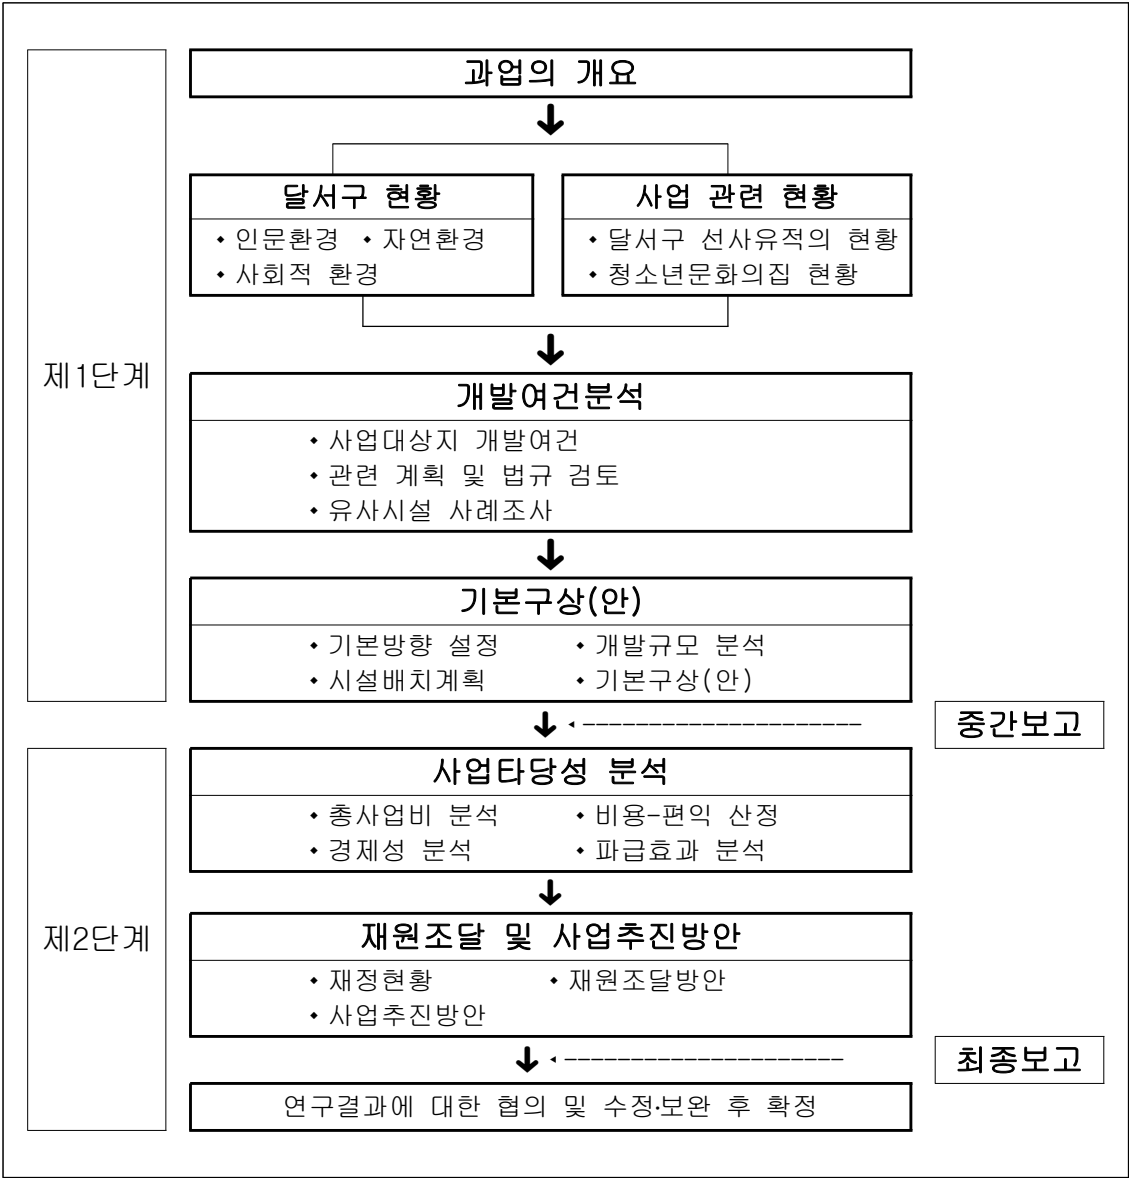 과업의 개요
달서구 현황
◆ 인문환경 ◆ 자연환경
◆ 사회적 환경
사업 관련 현황
◆ 달서구 선사유적의 현황
◆ 청소년문화의집 현황
제1단계
개발여건분석
◆ 사업대상지 개발여건
◆ 관련 계획 및 법규 검토
◆ 유사시설 사례조사
기본구상(안)
◆ 기본방향 설정 ◆ 개발규모 분석
◆ 시설배치계획 ◆ 기본구상(안)
중간보고
사업타당성 분석
◆ 총사업비 분석 ◆ 비용-편익 산정
◆ 경제성 분석 ◆ 파급효과 분석
제2단계
재원조달 및 사업추진방안
◆ 재정현황 ◆ 재원조달방안
◆ 사업추진방안
최종보고
연구결과에 대한 협의 및 수정·보완 후 확정